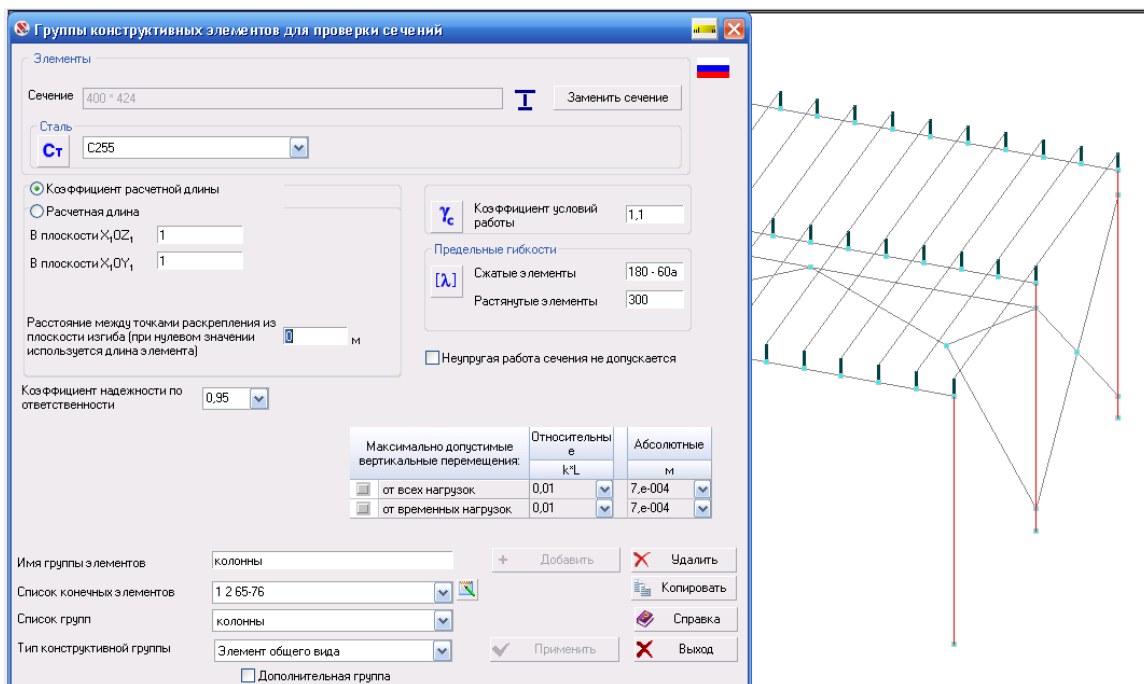 Группы конструктивных элементов для проверки сечений
Элементы
Сечение 400 * 424 Заменить сечение
Сталь
Ст С255
Коэффициент расчетной длины
Расчетная длина
В плоскости X1OZ1 1
В плоскости X1OY1 1
Расстояние между точками раскрепления из
плоскости изгиба (при нулевом значении
используется длина элемента) 0 м
γc Коэффициент условий
работы 1,1
Предельные гибкости
[λ] Сжатые элементы 180 - 60a
Растянутые элементы 300
Неупругая работа сечения не допускается
Коэффициент надежности по
ответственности 0,95
Максимально допустимые
вертикальные перемещения:
Относительны
е
Абсолютные
k*L м
от всех нагрузок 0,01 7,e-004
от временных нагрузок 0,01 7,e-004
Имя группы элементов колонны + Добавить Удалить
Список конечных элементов 1 2 65-76 Копировать
Список групп колонны Справка
Тип конструктивной группы Элемент общего вида Применить Выход
Дополнительная группа